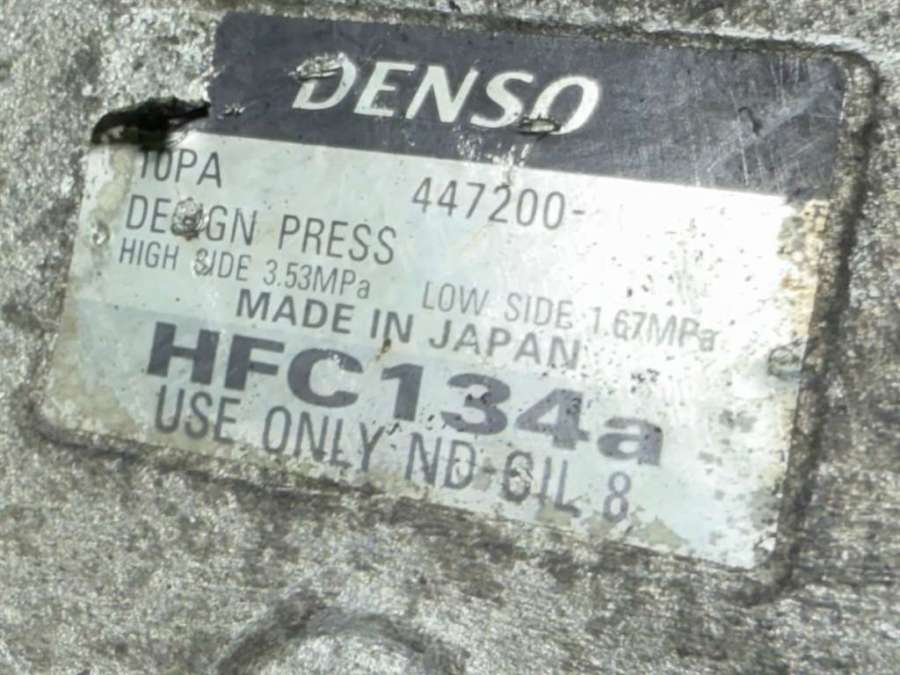 DENSO
10PA 447200-
DESIGN PRESS
HIGH SIDE 3.53MPa LOW SIDE 1.67MPa
MADE IN JAPAN
HFC134a
USE ONLY ND-OIL 8